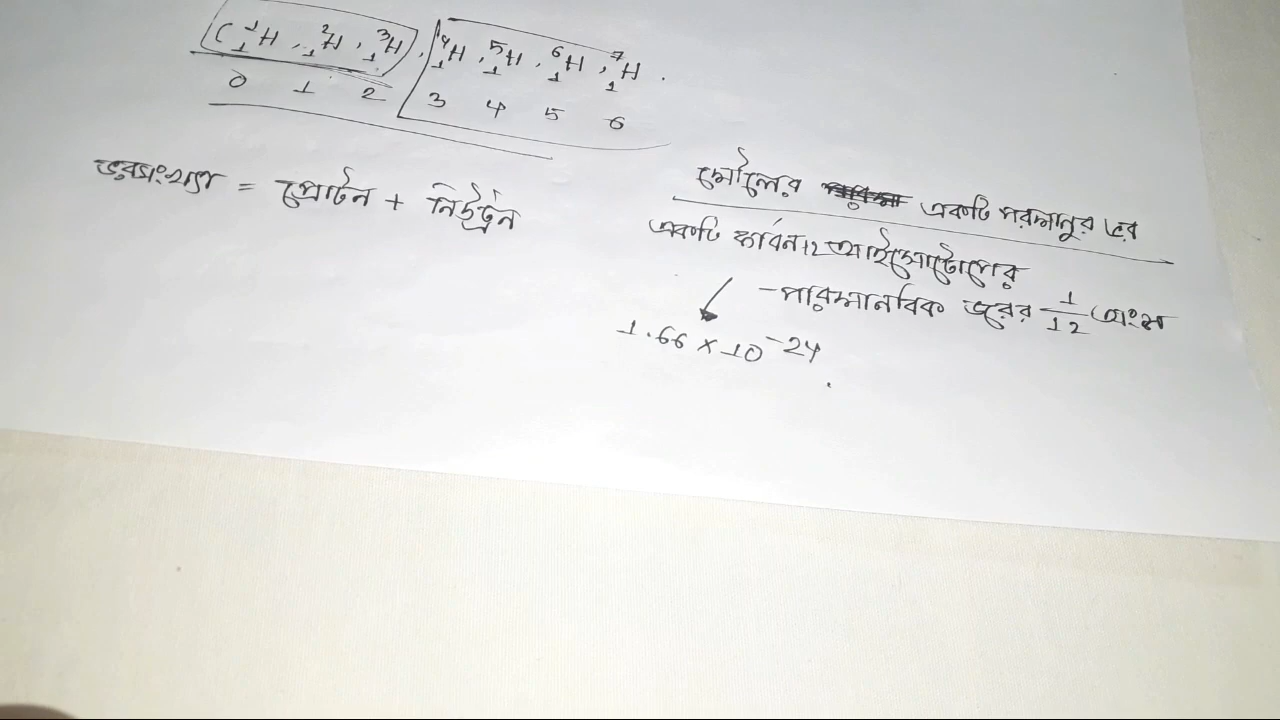 (¹₁H , ²₁H , ³₁H), ⁴₁H , ⁵₁H , ⁶₁H , ⁷₁H .
0 1 2 3 4 5 6
ভরসংখ্যা = প্রোটন + নিউট্রন
মৌলের একটি পরমানুর ভর
একটি কার্বন 12 আইসোটোপের
পারমানবিক ভরের 1/12 অংশ
1.66 × 10⁻²⁴